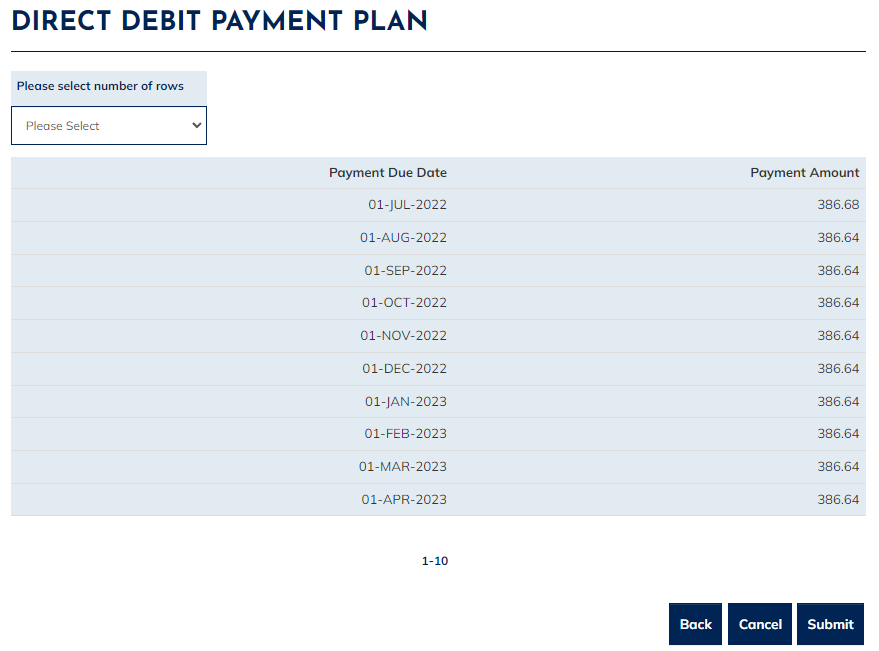 DIRECT DEBIT PAYMENT PLAN
Please select number of rows
Please Select
Payment Due Date Payment Amount
01-JUL-2022 386.68
01-AUG-2022 386.64
01-SEP-2022 386.64
01-OCT-2022 386.64
01-NOV-2022 386.64
01-DEC-2022 386.64
01-JAN-2023 386.64
01-FEB-2023 386.64
01-MAR-2023 386.64
01-APR-2023 386.64
1-10
Back Cancel Submit